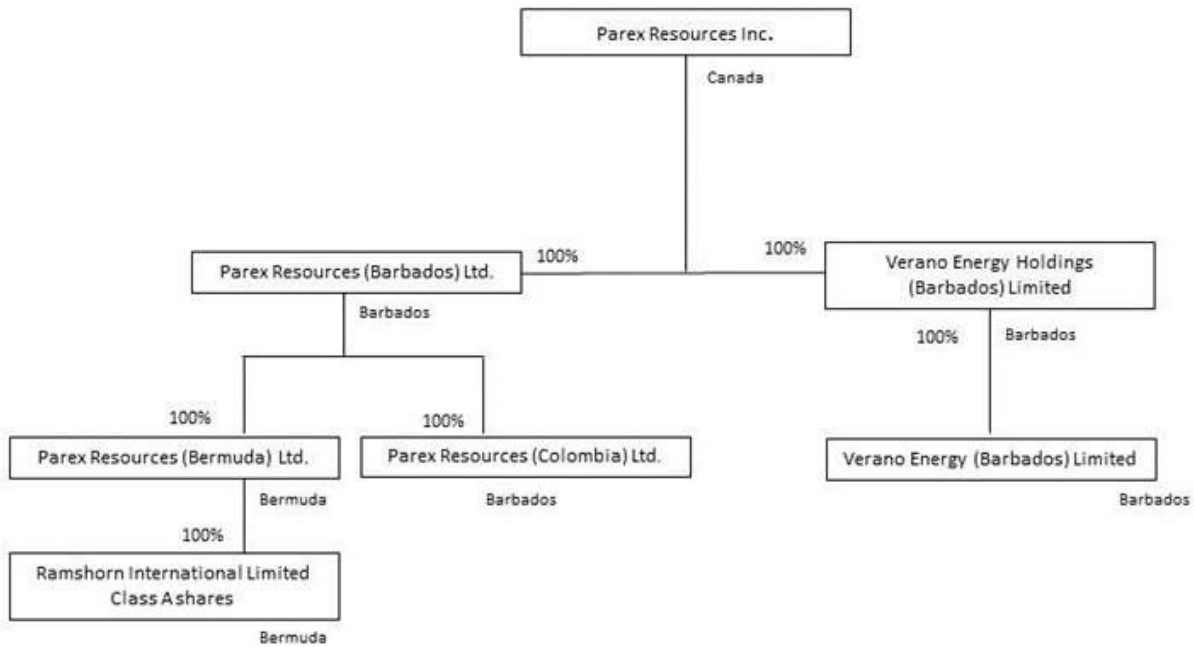 Parex Resources Inc.
Canada
100%
100%
Parex Resources (Barbados) Ltd.
Verano Energy Holdings
(Barbados) Limited
Barbados
100%
Barbados
100%
100%
Parex Resources (Bermuda) Ltd.
Parex Resources (Colombia) Ltd.
Verano Energy (Barbados) Limited
Bermuda
Barbados
Barbados
100%
Ramshorn International Limited
Class A shares
Bermuda